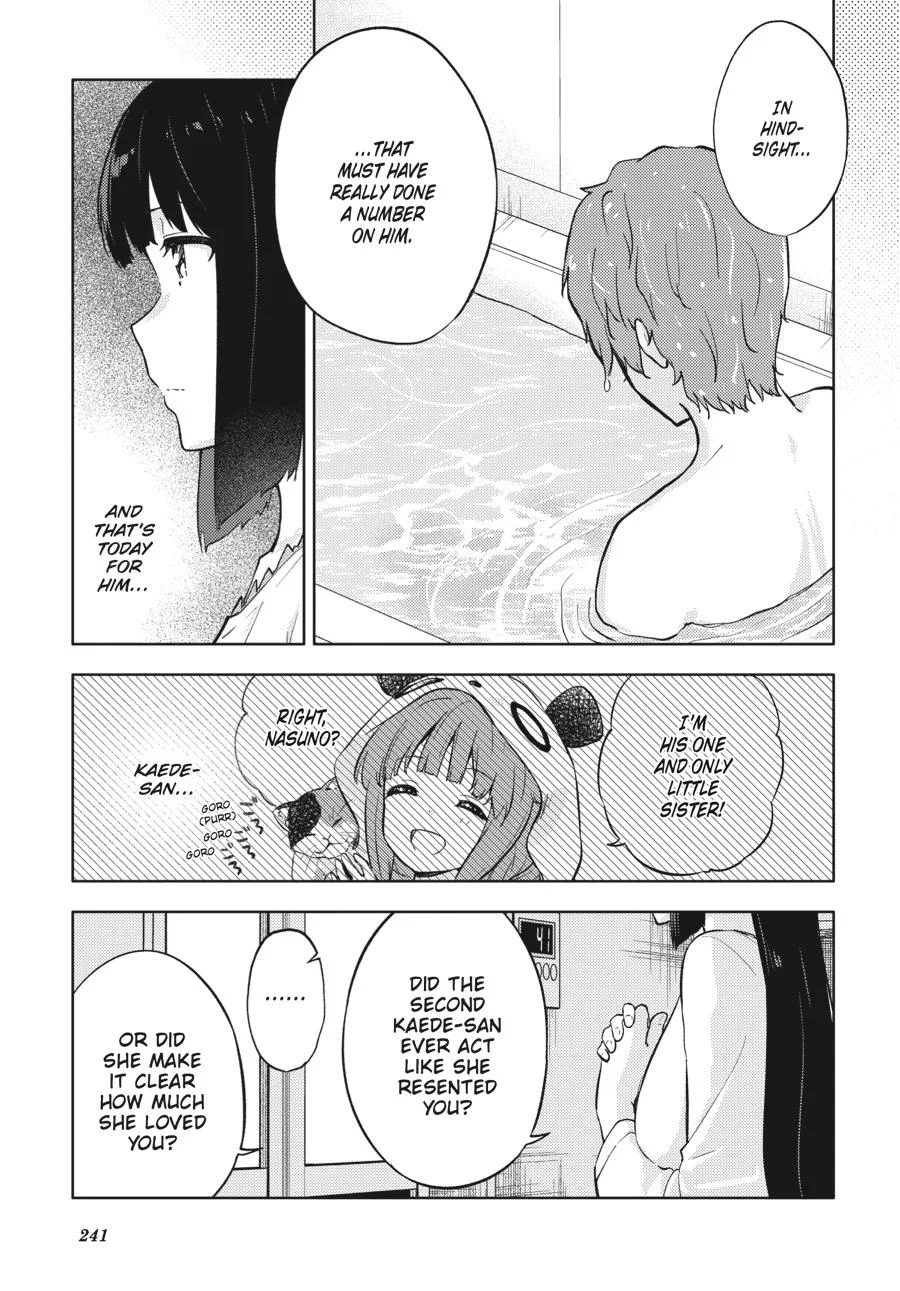 IN
HIND-
SIGHT...
...THAT
MUST HAVE
REALLY DONE
A NUMBER
ON HIM.
AND
THAT'S
TODAY
FOR
HIM...
I'M
HIS ONE
AND ONLY
LITTLE
SISTER!
RIGHT,
NASUNO?
GORO
(PURR)
GORO
GORO
KAEDE-
SAN...
41
DID THE
SECOND
KAEDE-SAN
EVER ACT
LIKE SHE
RESENTED
YOU?
......
OR DID
SHE MAKE
IT CLEAR
HOW MUCH
SHE LOVED
YOU?
241